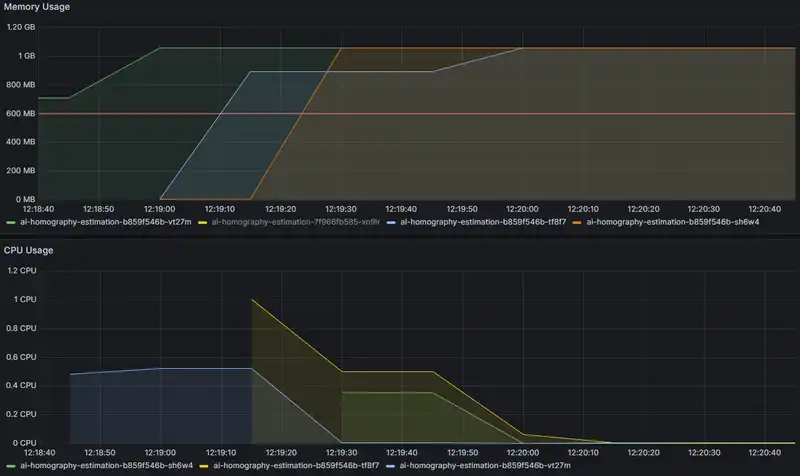 Memory Usage
1.20 GB
1 GB
800 MB
600 MB
400 MB
200 MB
0 MB
12:18:40 12:18:50 12:19:00 12:19:10 12:19:20 12:19:30 12:19:40 12:19:50 12:20:00 12:20:10 12:20:20 12:20:30 12:20:40
ai-homography-estimation-b859f546b-vt27m ai-homography-estimation-7f966fb585-xn9lr ai-homography-estimation-b859f546b-tf8f7 ai-homography-estimation-b859f546b-sh6w4
CPU Usage
1.2 CPU
1 CPU
0.8 CPU
0.6 CPU
0.4 CPU
0.2 CPU
0 CPU
12:18:40 12:18:50 12:19:00 12:19:10 12:19:20 12:19:30 12:19:40 12:19:50 12:20:00 12:20:10 12:20:20 12:20:30 12:20:40
ai-homography-estimation-b859f546b-sh6w4 ai-homography-estimation-b859f546b-tf8f7 ai-homography-estimation-b859f546b-vt27m